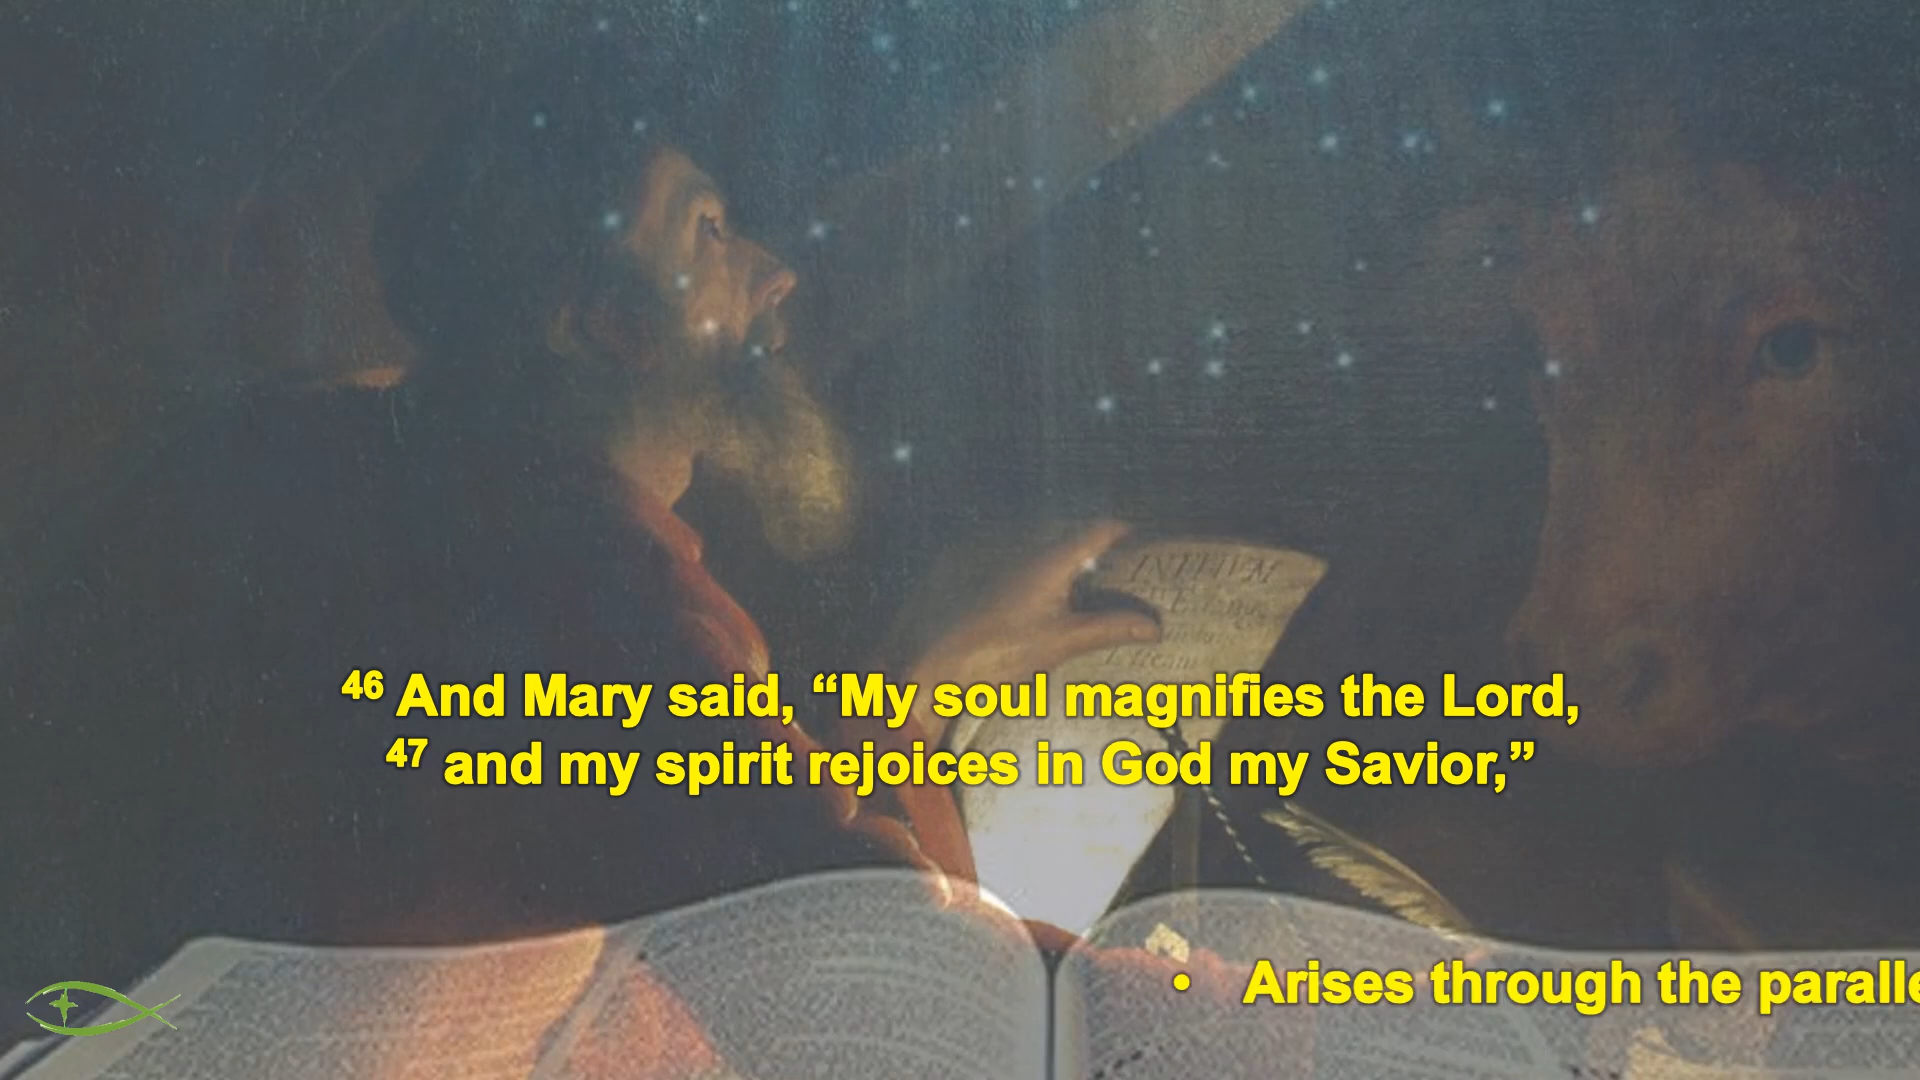 46 And Mary said, “My soul magnifies the Lord,
47 and my spirit rejoices in God my Savior,”
INITIVM
• Arises through the paralle